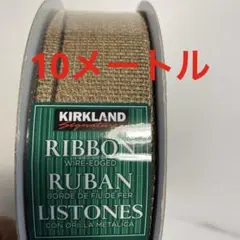 10メートル
KIRKLAND
Signature
RIBBON
WIRE-EDGED
RUBAN
BORDE DE FIL DE FER
LISTONES
CON ORILLA METÁLICA